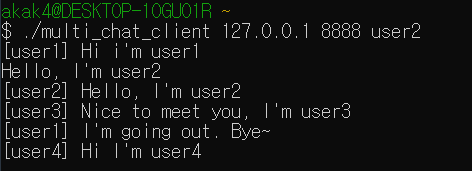 akak4@DESKTOP-10GU01R ~
$ ./multi_chat_client 127.0.0.1 8888 user2
[user1] Hi i'm user1
Hello, I'm user2
[user2] Hello, I'm user2
[user3] Nice to meet you, I'm user3
[user1] I'm going out. Bye~
[user4] Hi I'm user4